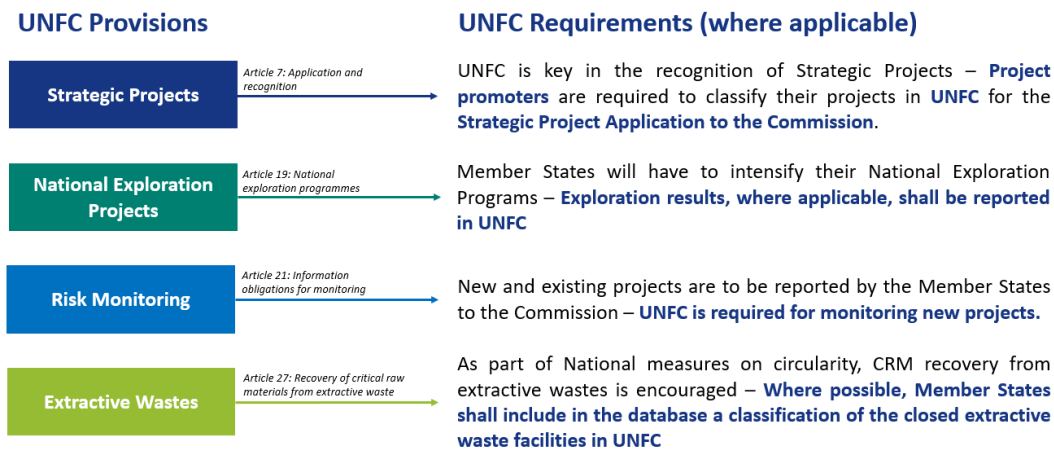 UNFC Provisions
UNFC Requirements (where applicable)
Strategic Projects
Article 7: Application and
recognition
UNFC is key in the recognition of Strategic Projects – Project
promoters are required to classify their projects in UNFC for the
Strategic Project Application to the Commission.
National Exploration
Projects
Article 19: National
exploration programmes
Member States will have to intensify their National Exploration
Programs – Exploration results, where applicable, shall be reported
in UNFC
Risk Monitoring
Article 21: Information
obligations for monitoring
New and existing projects are to be reported by the Member States
to the Commission – UNFC is required for monitoring new projects.
Extractive Wastes
Article 27: Recovery of critical raw
materials from extractive waste
As part of National measures on circularity, CRM recovery from
extractive wastes is encouraged – Where possible, Member States
shall include in the database a classification of the closed extractive
waste facilities in UNFC